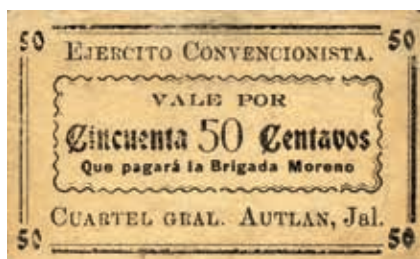 50 50
EJERCITO CONVENCIONISTA.
VALE POR
Cincuenta 50 Centavos
Que pagará la Brigada Moreno
CUARTEL GRAL. AUTLAN, Jal.
50 50